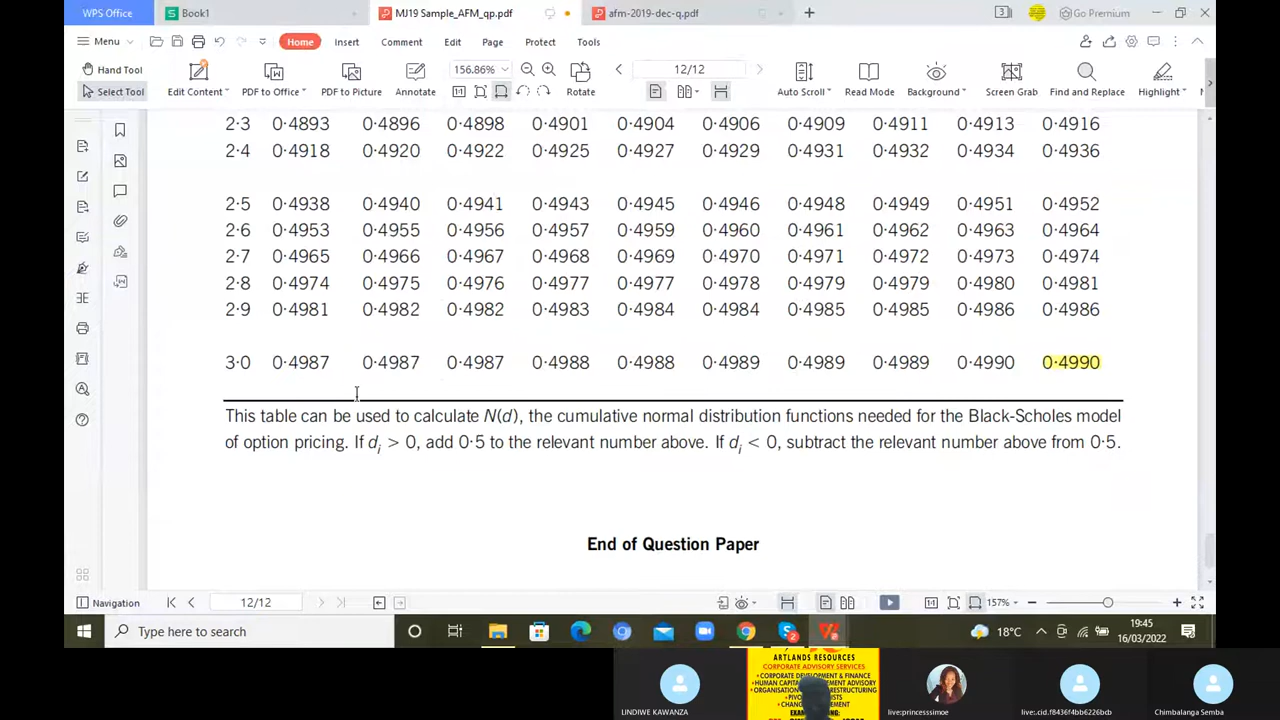 WPS Office
Book1
MJ19 Sample_AFM_qp.pdf
afm-2019-dec-q.pdf
3
Go Premium
Menu
Home
Insert
Comment
Edit
Page
Protect
Tools
Hand Tool
Select Tool
Edit Content
PDF to Office
PDF to Picture
Annotate
156.86%
Rotate
12/12
Auto Scroll
Read Mode
Background
Screen Grab
Find and Replace
Highlight
2·3 0·4893 0·4896 0·4898 0·4901 0·4904 0·4906 0·4909 0·4911 0·4913 0·4916
2·4 0·4918 0·4920 0·4922 0·4925 0·4927 0·4929 0·4931 0·4932 0·4934 0·4936
2·5 0·4938 0·4940 0·4941 0·4943 0·4945 0·4946 0·4948 0·4949 0·4951 0·4952
2·6 0·4953 0·4955 0·4956 0·4957 0·4959 0·4960 0·4961 0·4962 0·4963 0·4964
2·7 0·4965 0·4966 0·4967 0·4968 0·4969 0·4970 0·4971 0·4972 0·4973 0·4974
2·8 0·4974 0·4975 0·4976 0·4977 0·4977 0·4978 0·4979 0·4979 0·4980 0·4981
2·9 0·4981 0·4982 0·4982 0·4983 0·4984 0·4984 0·4985 0·4985 0·4986 0·4986
3·0 0·4987 0·4987 0·4987 0·4988 0·4988 0·4989 0·4989 0·4989 0·4990 0·4990
This table can be used to calculate N(d), the cumulative normal distribution functions needed for the Black-Scholes model
of option pricing. If di > 0, add 0·5 to the relevant number above. If di < 0, subtract the relevant number above from 0·5.
End of Question Paper
Navigation
12/12
157%
Type here to search
18°C
19:45
16/03/2022
ARTLANDS RESOURCES
CORPORATE ADVISORY SERVICES
CORPORATE DEVELOPMENT & FINANCE
LINDIWE KAWANZA
live:princesssimoe
live:.cid.f8436f4bb6226bcb
Chimbalanga Semba